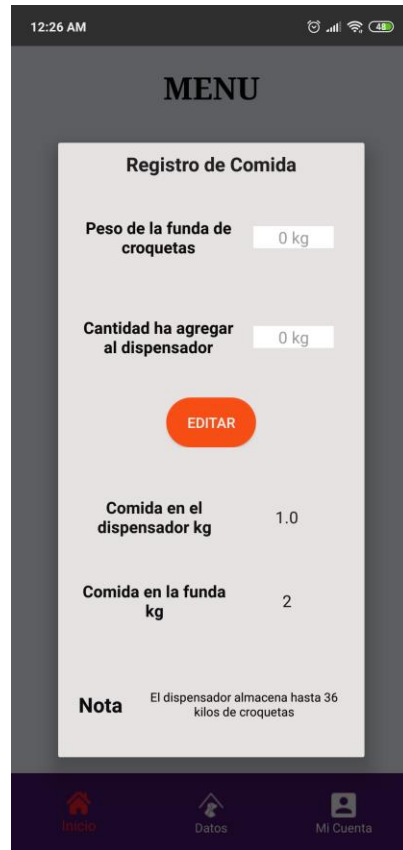 12:26 AM
48
MENU
Registro de Comida
Peso de la funda de
croquetas
0 kg
Cantidad ha agregar
al dispensador
0 kg
EDITAR
Comida en el
dispensador kg
1.0
Comida en la funda
kg
2
Nota
El dispensador almacena hasta 36
kilos de croquetas
Inicio
Datos
Mi Cuenta